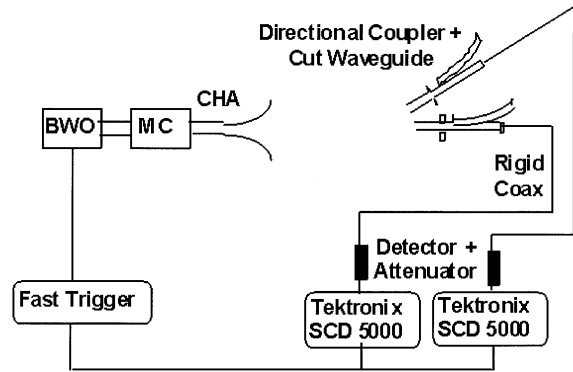 Directional Coupler +
Cut Waveguide
CHA
BWO
MC
Rigid
Coax
Detector +
Attenuator
Fast Trigger
Tektronix
SCD 5000
Tektronix
SCD 5000